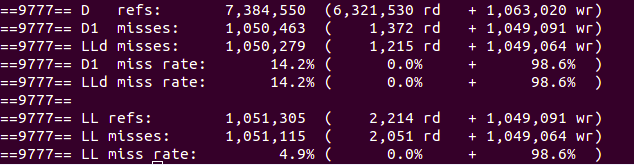 ==9777== D   refs:       7,384,550  (6,321,530 rd   + 1,063,020 wr)
==9777== D1  misses:     1,050,463  (    1,372 rd   + 1,049,091 wr)
==9777== LLd misses:     1,050,279  (    1,215 rd   + 1,049,064 wr)
==9777== D1  miss rate:       14.2% (      0.0%     +      98.6%  )
==9777== LLd miss rate:       14.2% (      0.0%     +      98.6%  )
==9777==
==9777== LL refs:        1,051,305  (    2,214 rd   + 1,049,091 wr)
==9777== LL misses:      1,051,115  (    2,051 rd   + 1,049,064 wr)
==9777== LL miss rate:         4.9% (      0.0%     +      98.6%  )